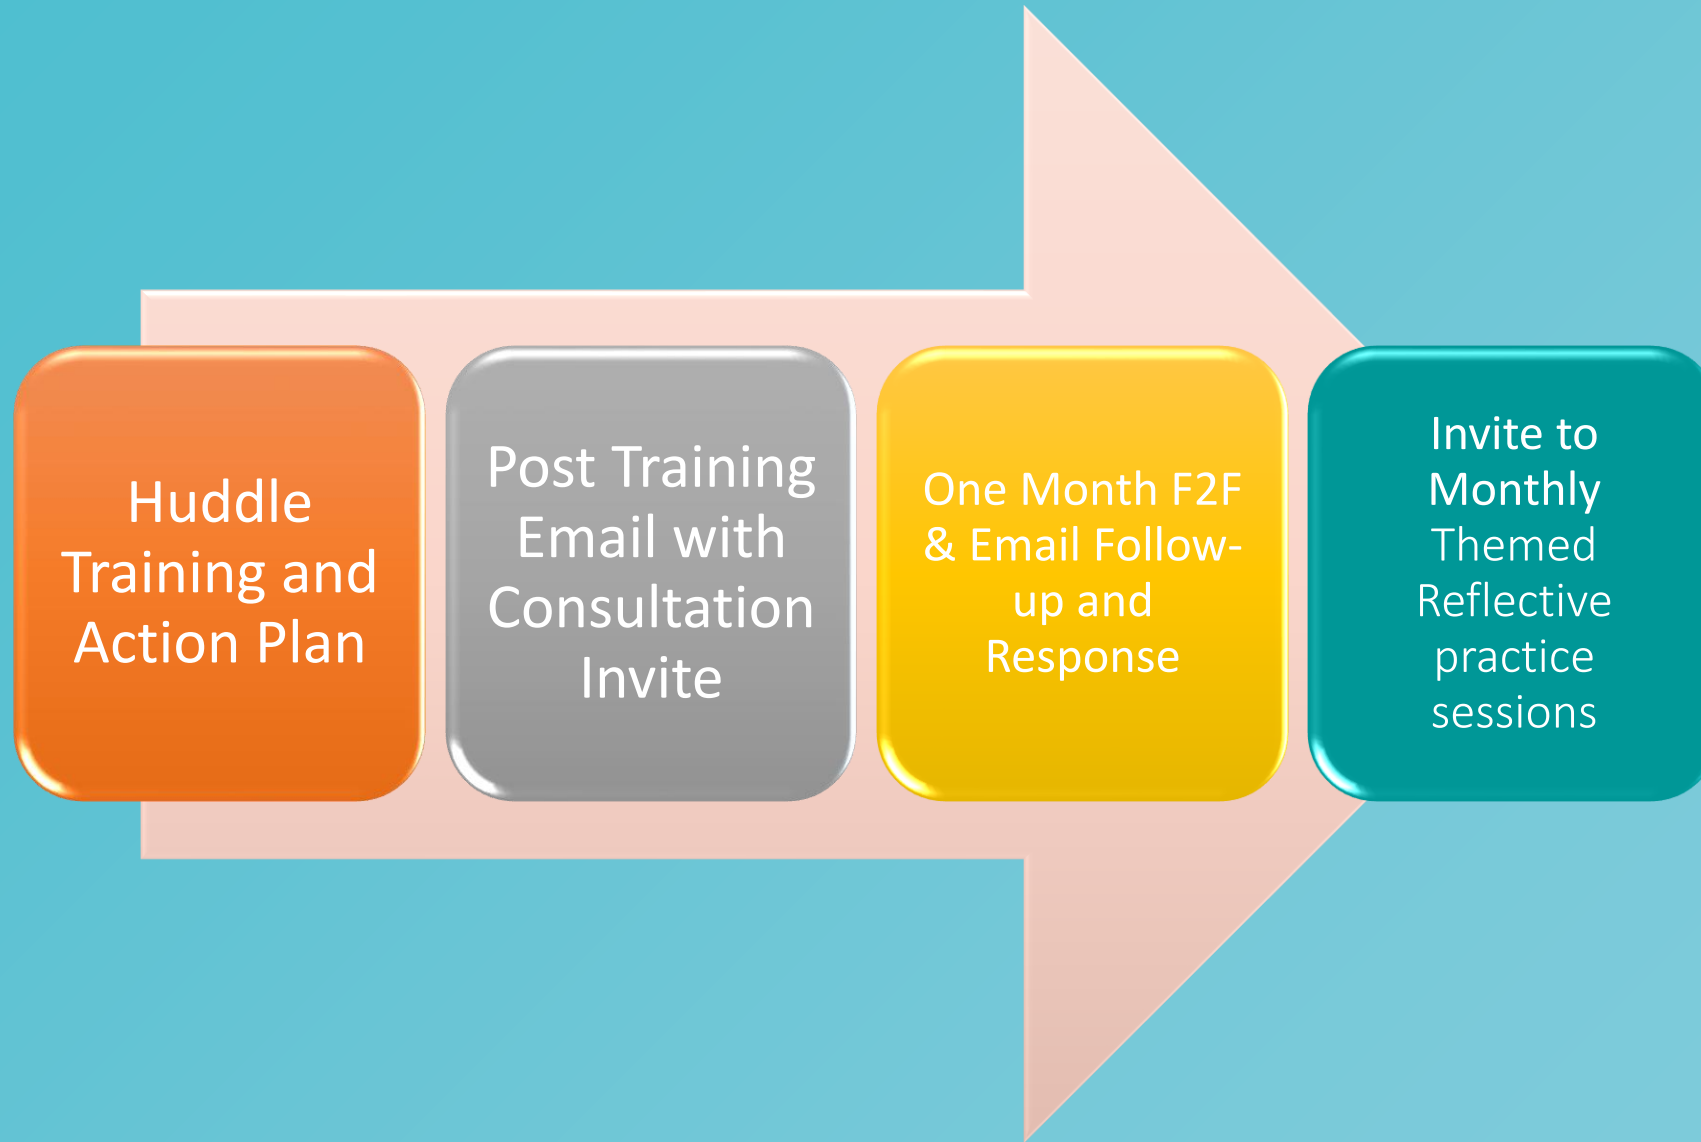 Huddle
Training and
Action Plan
Post Training
Email with
Consultation
Invite
One Month F2F
& Email Follow-
up and
Response
Invite to
Monthly
Themed
Reflective
practice
sessions